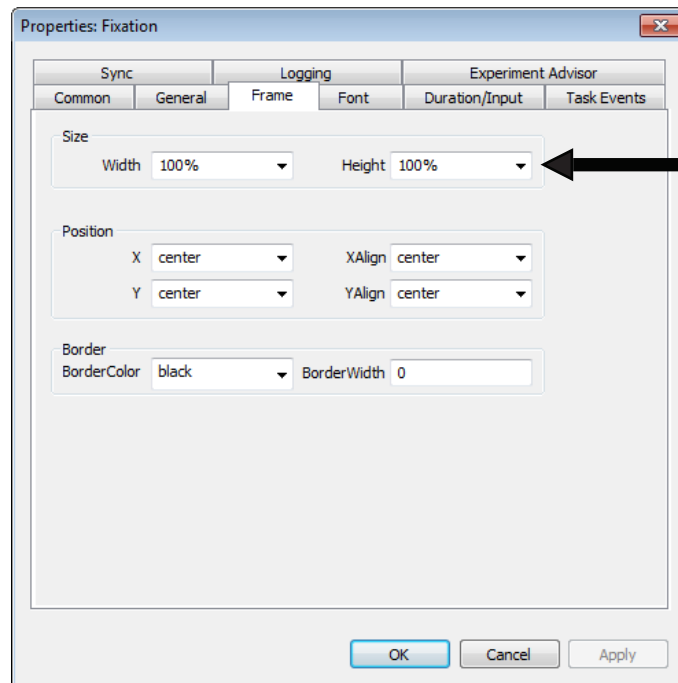 Properties: Fixation
Sync Logging Experiment Advisor
Common General Frame Font Duration/Input Task Events
Size
Width 100% Height 100%
Position
X center XAlign center
Y center YAlign center
Border
BorderColor black BorderWidth 0
OK Cancel Apply